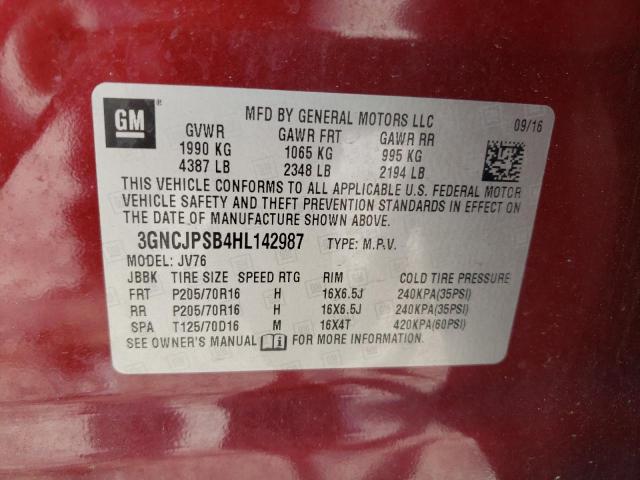 GM
MFD BY GENERAL MOTORS LLC
GVWR GAWR FRT GAWR RR 09/16
1990 KG 1065 KG 995 KG
4387 LB 2348 LB 2194 LB
THIS VEHICLE CONFORMS TO ALL APPLICABLE U.S. FEDERAL MOTOR
VEHICLE SAFETY STANDARDS IN EFFECT ON
THE DATE OF MANUFACTURE SHOWN ABOVE.
3GNCJPSB4HL142987 TYPE: M.P.V.
MODEL: JV76
JBBK TIRE SIZE SPEED RTG RIM COLD TIRE PRESSURE
FRT P205/70R16 H 16X6.5J 240KPA(35PSI)
RR P205/70R16 H 16X6.5J 240KPA(35PSI)
SPA T125/70D16 M 16X4T 420KPA(60PSI)
SEE OWNER'S MANUAL FOR MORE INFORMATION.